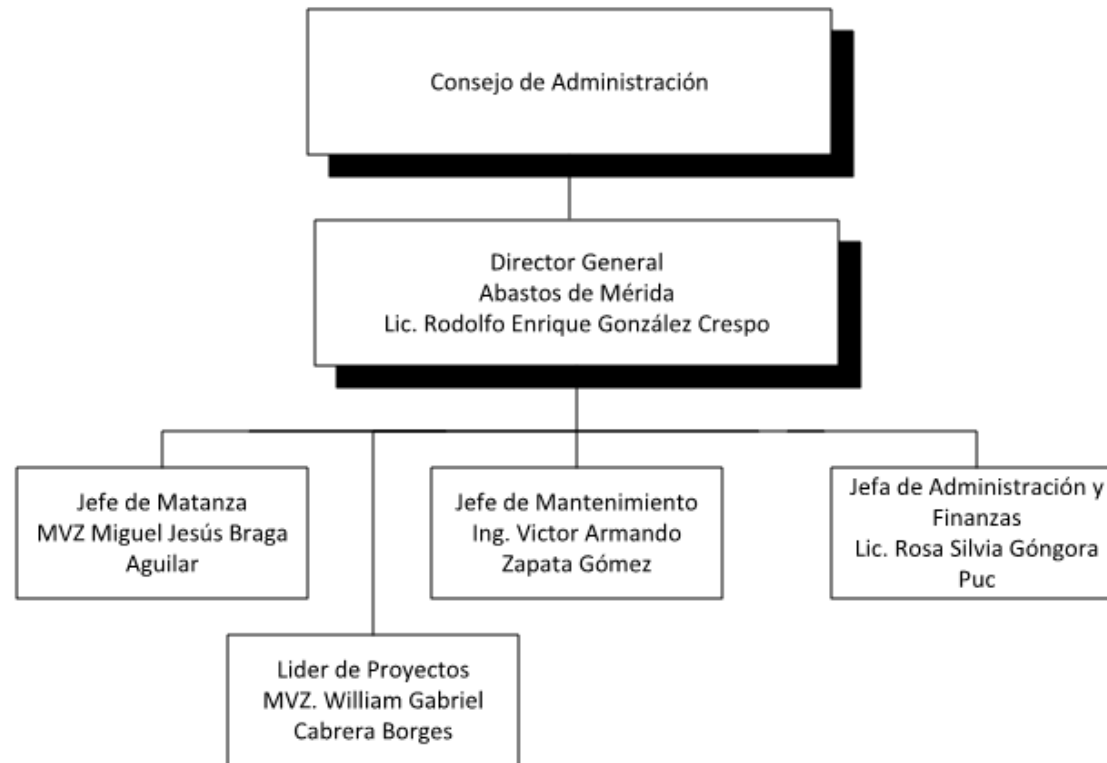 Consejo de Administración
Director General
Abastos de Mérida
Lic. Rodolfo Enrique González Crespo
Jefe de Matanza
MVZ Miguel Jesús Braga
Aguilar
Jefe de Mantenimiento
Ing. Victor Armando
Zapata Gómez
Jefa de Administración y
Finanzas
Lic. Rosa Silvia Góngora
Puc
Lider de Proyectos
MVZ. William Gabriel
Cabrera Borges